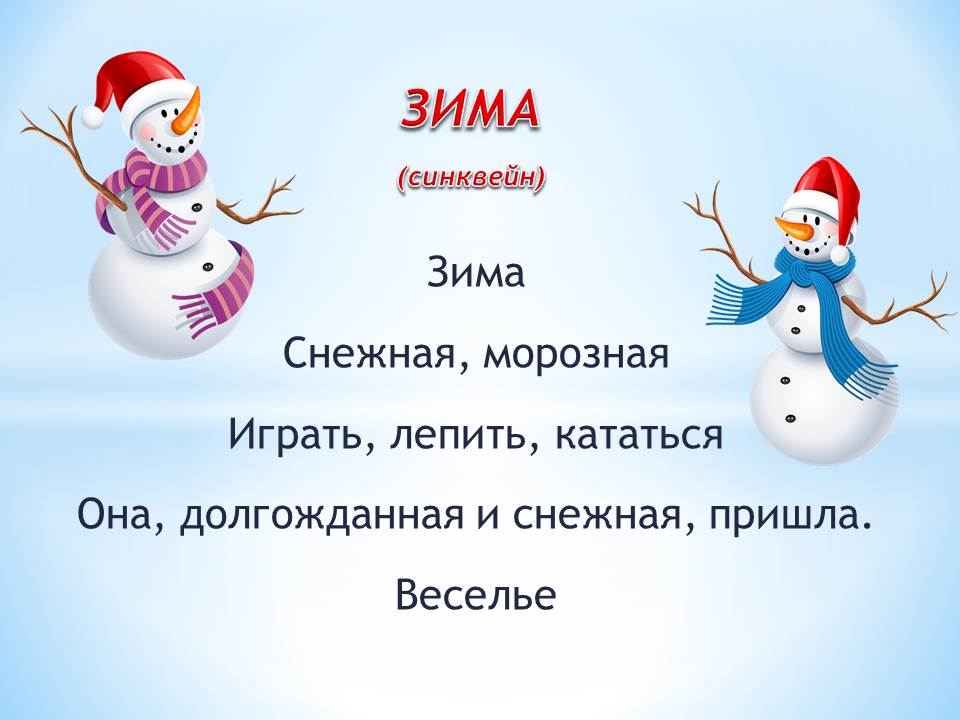 ЗИМА
(синквейн)
Зима
Снежная, морозная
Играть, лепить, кататься
Она, долгожданная и снежная, пришла.
Веселье